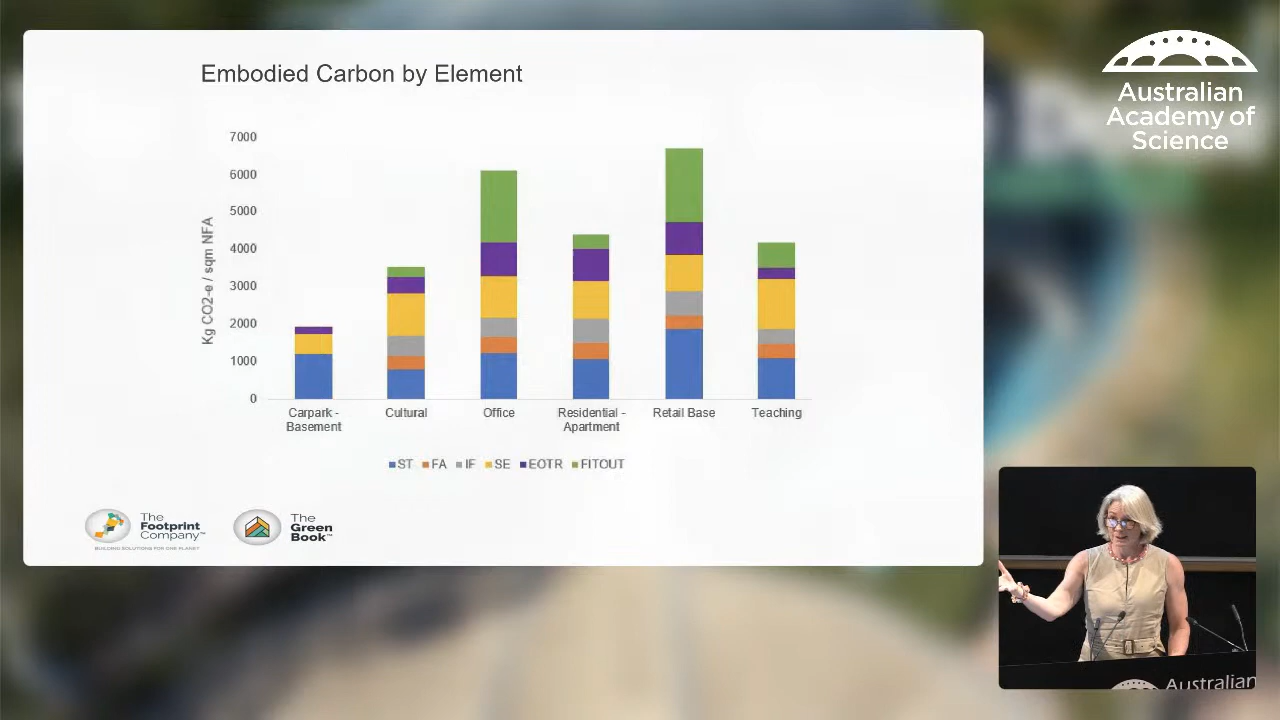 Embodied Carbon by Element
7000
6000
5000
4000
3000
2000
1000
0
Kg CO2-e / sqm NFA
Carpark -
Basement
Cultural
Office
Residential -
Apartment
Retail Base
Teaching
ST FA IF SE EOTR FITOUT
The
Footprint
Company™
BUILDING SOLUTIONS FOR ONE PLANET
The
Green
Book™
Australian
Academy of
Science
Australian